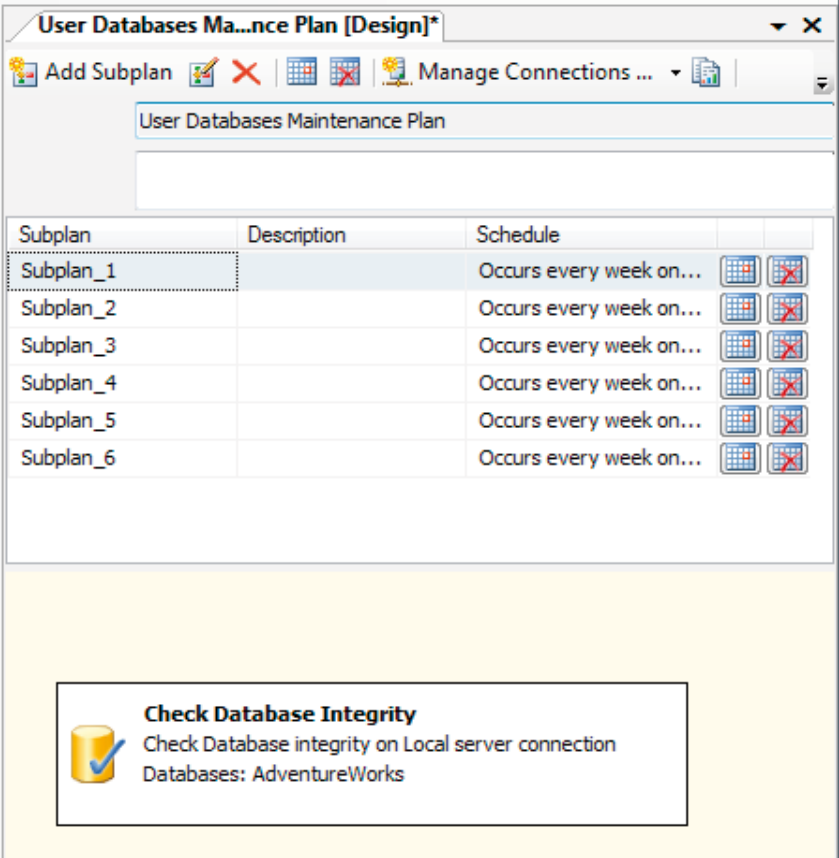 User Databases Ma...nce Plan [Design]*
Add Subplan Manage Connections ...
User Databases Maintenance Plan
Subplan Description Schedule
Subplan_1 Occurs every week on...
Subplan_2 Occurs every week on...
Subplan_3 Occurs every week on...
Subplan_4 Occurs every week on...
Subplan_5 Occurs every week on...
Subplan_6 Occurs every week on...
Check Database Integrity
Check Database integrity on Local server connection
Databases: AdventureWorks